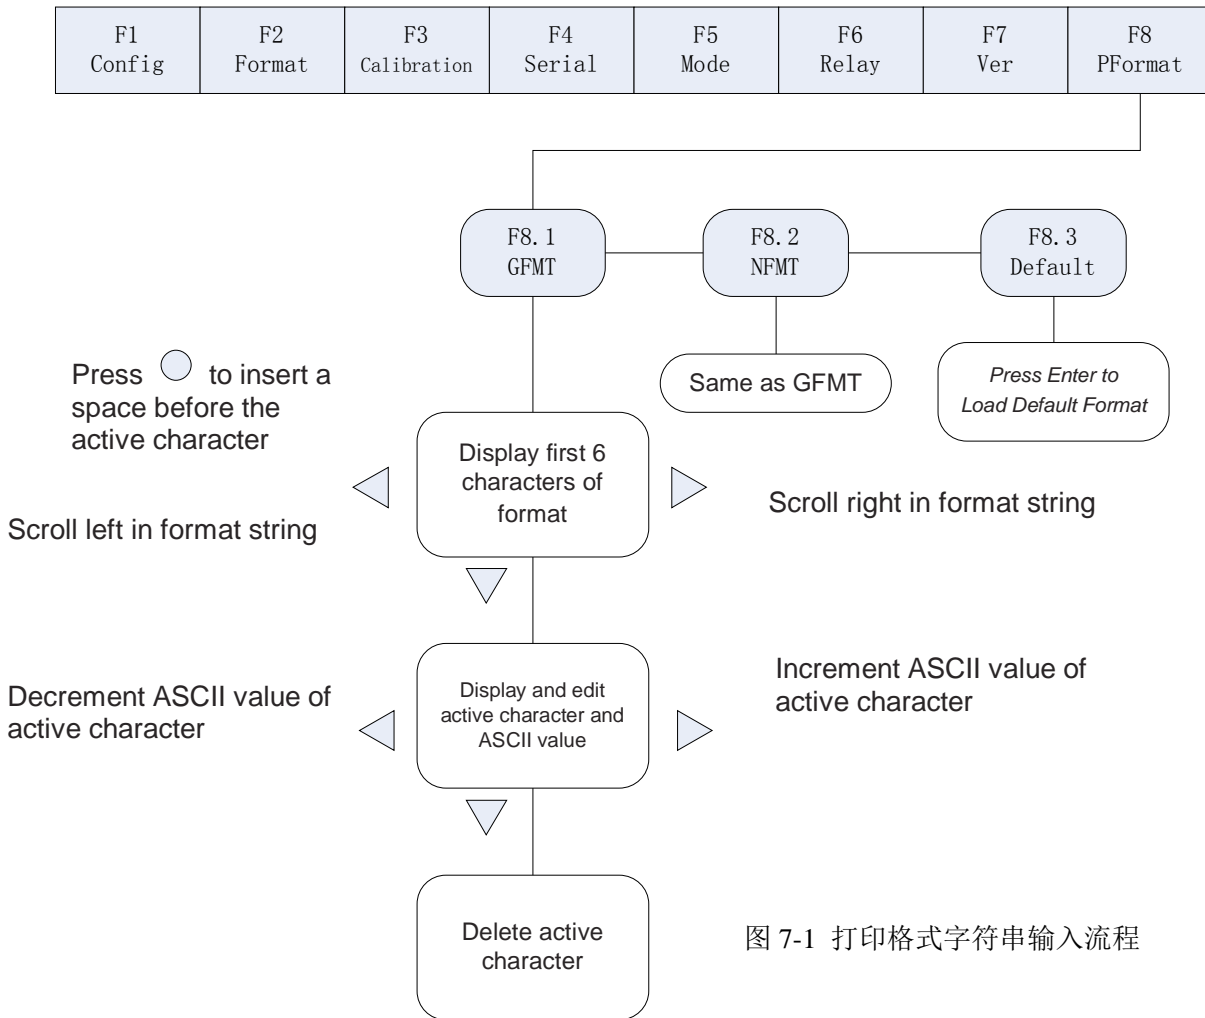 F1 F2 F3 F4 F5 F6 F7 F8
Config Format Calibration Serial Mode Relay Ver PFormat
F8.1
GFMT
F8.2
NFMT
F8.3
Default
Same as GFMT
Press Enter to
Load Default Format
Press to insert a
space before the
active character
Display first 6
characters of
format
Scroll left in format string
Scroll right in format string
Decrement ASCII value of
active character
Display and edit
active character and
ASCII value
Increment ASCII value of
active character
Delete active
character
图 7-1 打印格式字符串输入流程